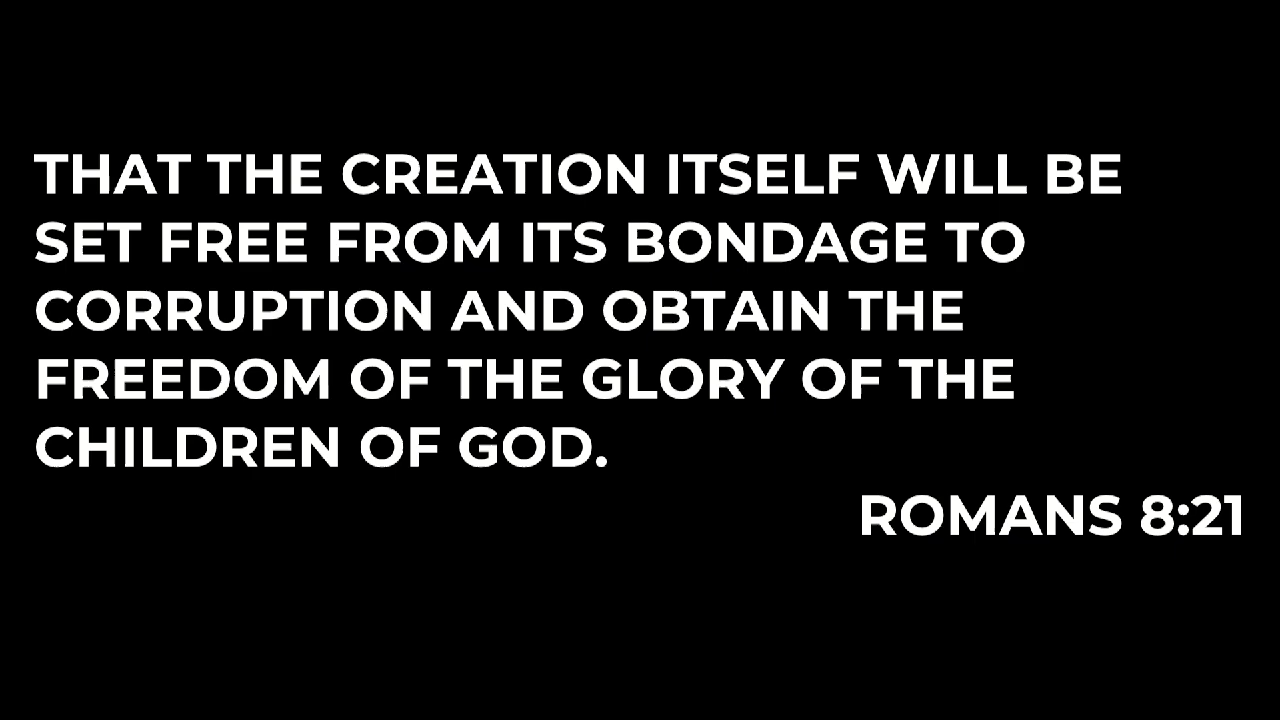 THAT THE CREATION ITSELF WILL BE
SET FREE FROM ITS BONDAGE TO
CORRUPTION AND OBTAIN THE
FREEDOM OF THE GLORY OF THE
CHILDREN OF GOD.
ROMANS 8:21